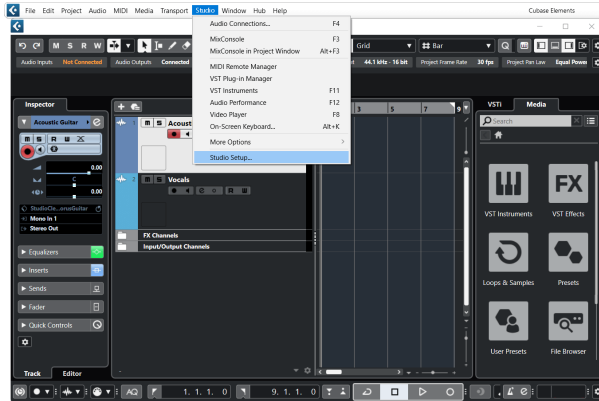 File Edit Project Audio MIDI Media Transport Studio Window Hub Help Cubase Elements
Audio Connections... F4
MixConsole F3
MixConsole in Project Window Alt+F3
MIDI Remote Manager
VST Plug-in Manager
VST Instruments F11
Audio Performance F12
Video Player F8
On-Screen Keyboard... Alt+K
More Options
Studio Setup...
M S R W
Grid
Bar
Q
Audio Inputs Not Connected Audio Outputs Connected
44.1 kHz - 16 bit Project Frame Rate 30 fps Project Pan Law Equal Power
Inspector
Acoustic Guitar
0.00
C
0.00
Mono In 1
Stereo Out
Equalizers
Inserts
Sends
Fader
Quick Controls
Track Editor
1 m S Acoust
2 m S Vocals
R W
FX Channels
Input/Output Channels
3 5 7 9
VSTi Media
Search
VST Instruments
FX
VST Effects
Loops & Samples
Presets
User Presets
File Browser
AQ
1. 1. 1. 0
9. 1. 1. 0